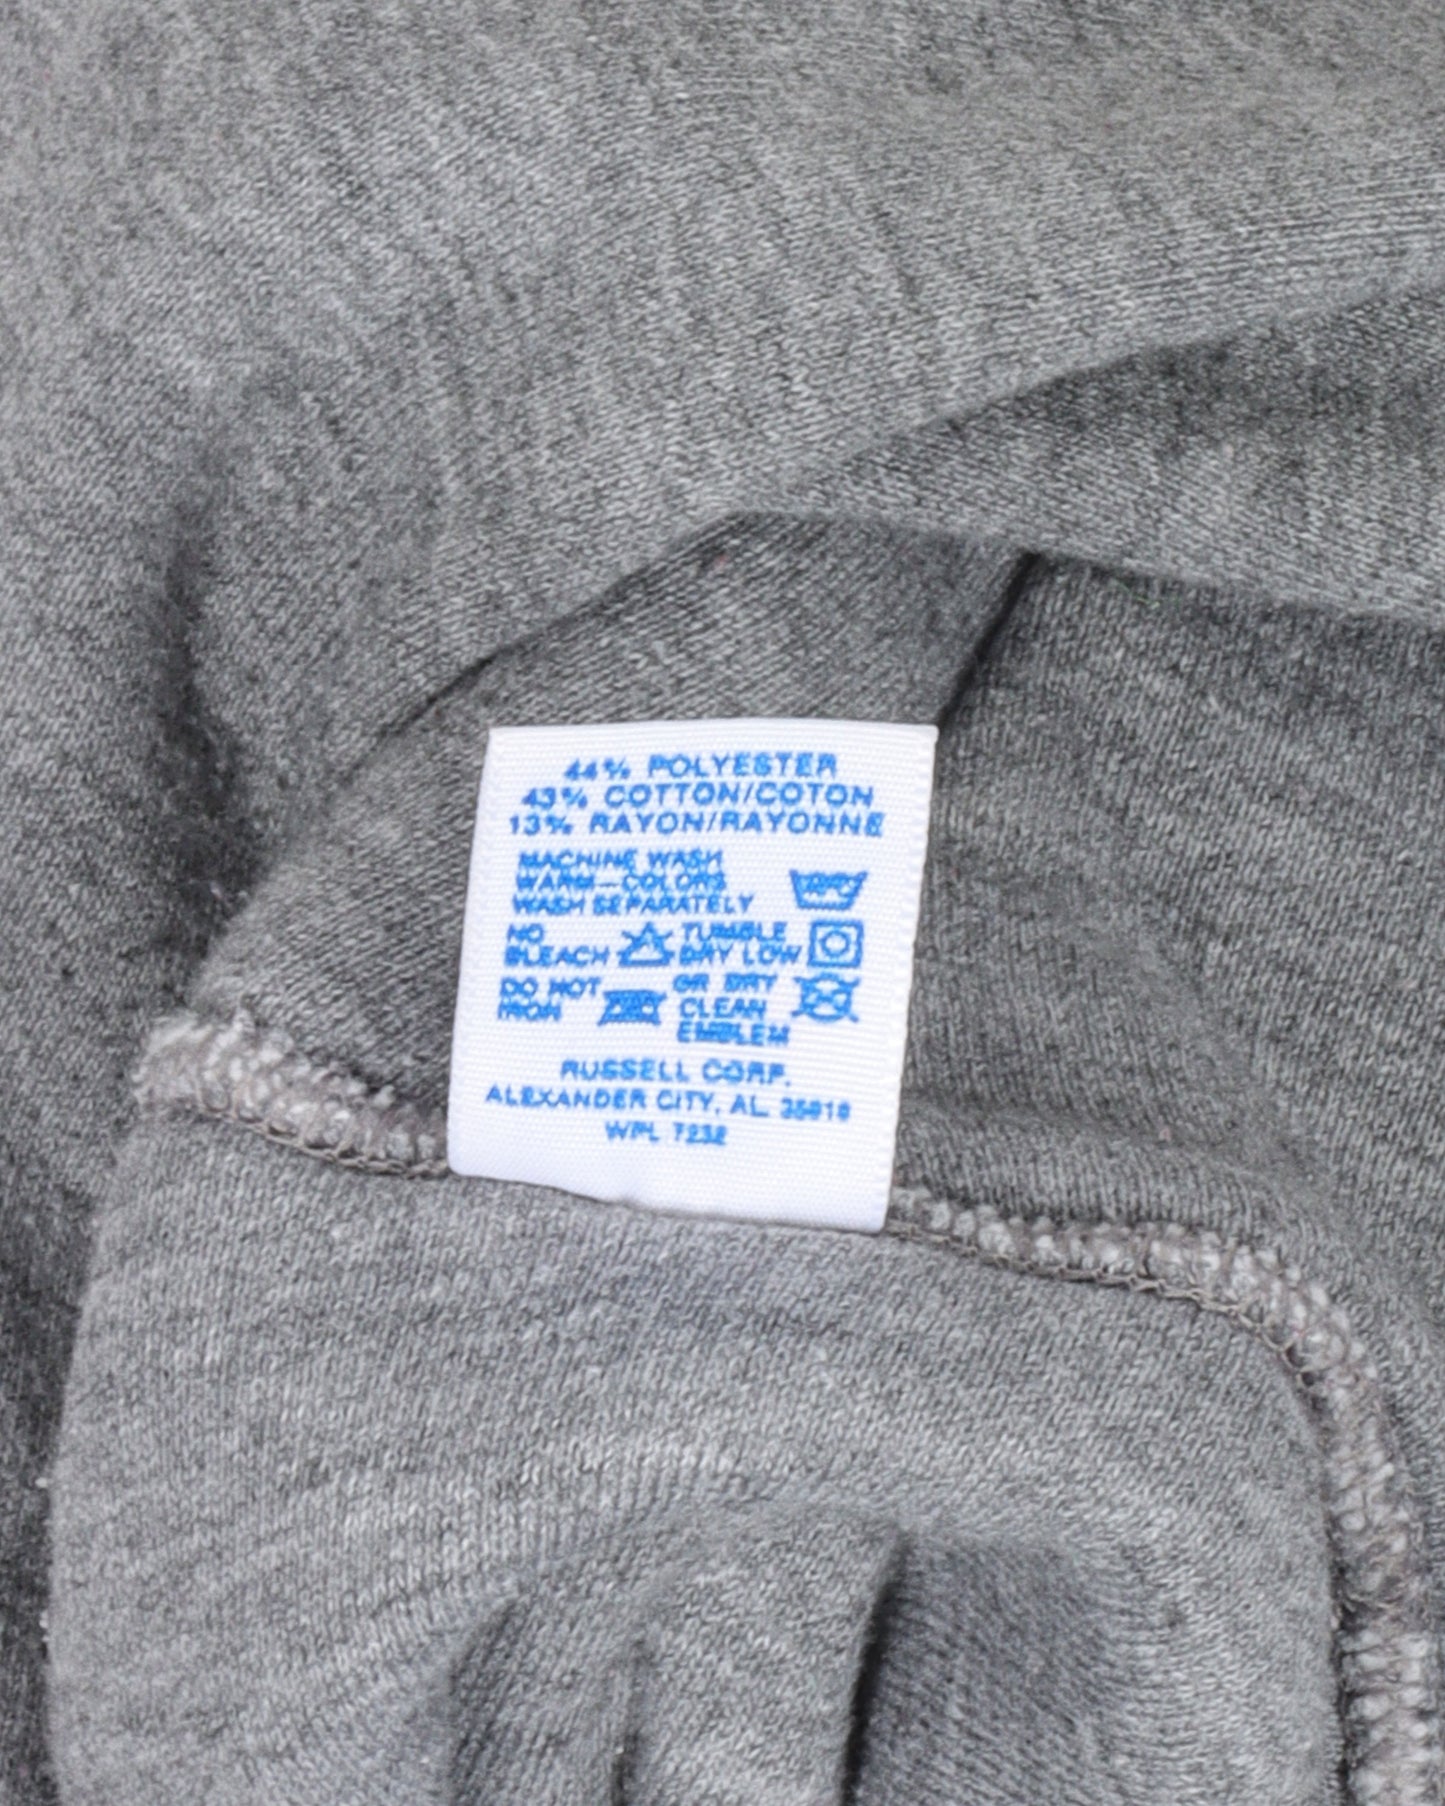 44% POLYESTER
43% COTTON/COTON
13% RAYON/RAYONNE
MACHINE WASH
WARM—COLORS
WASH SEPARATELY
NO BLEACH
TUMBLE DRY LOW
DO NOT IRON
OR DRY CLEAN EMBLEM
RUSSELL CORP.
ALEXANDER CITY, AL 35010
WPL 7232